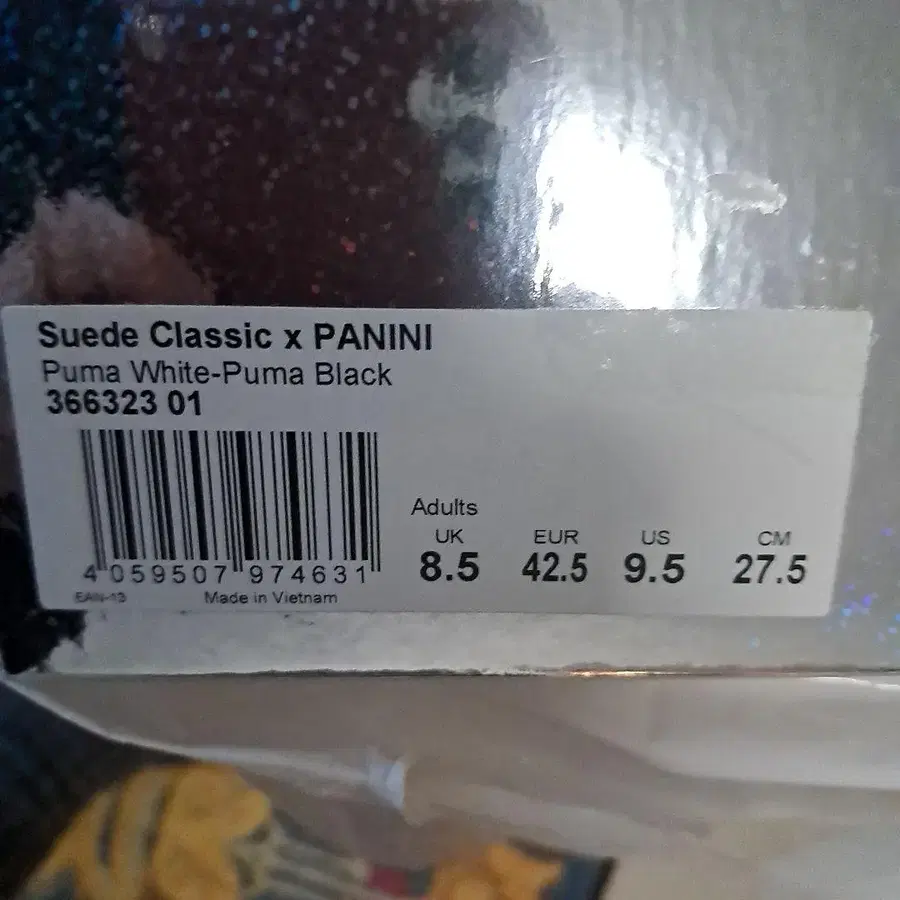 Suede Classic x PANINI
Puma White-Puma Black
366323 01
Adults
UK EUR US CM
8.5 42.5 9.5 27.5
4 059507 974631
EAN-13 Made in Vietnam